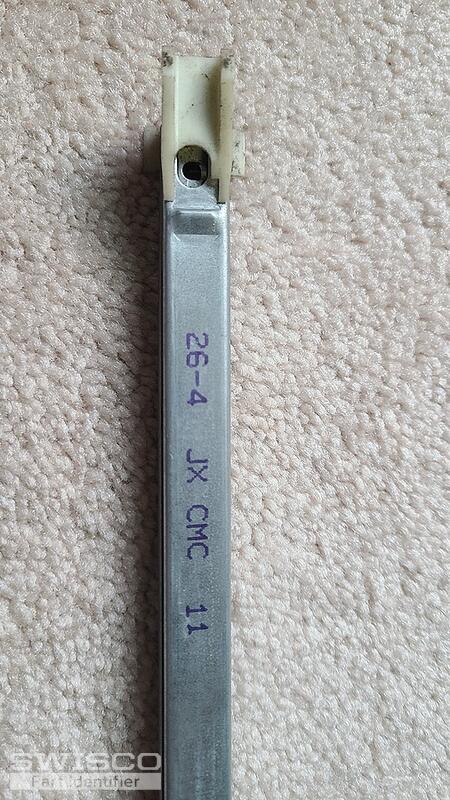 26-4 JX CMC 11
SWISCO
Part Identifier